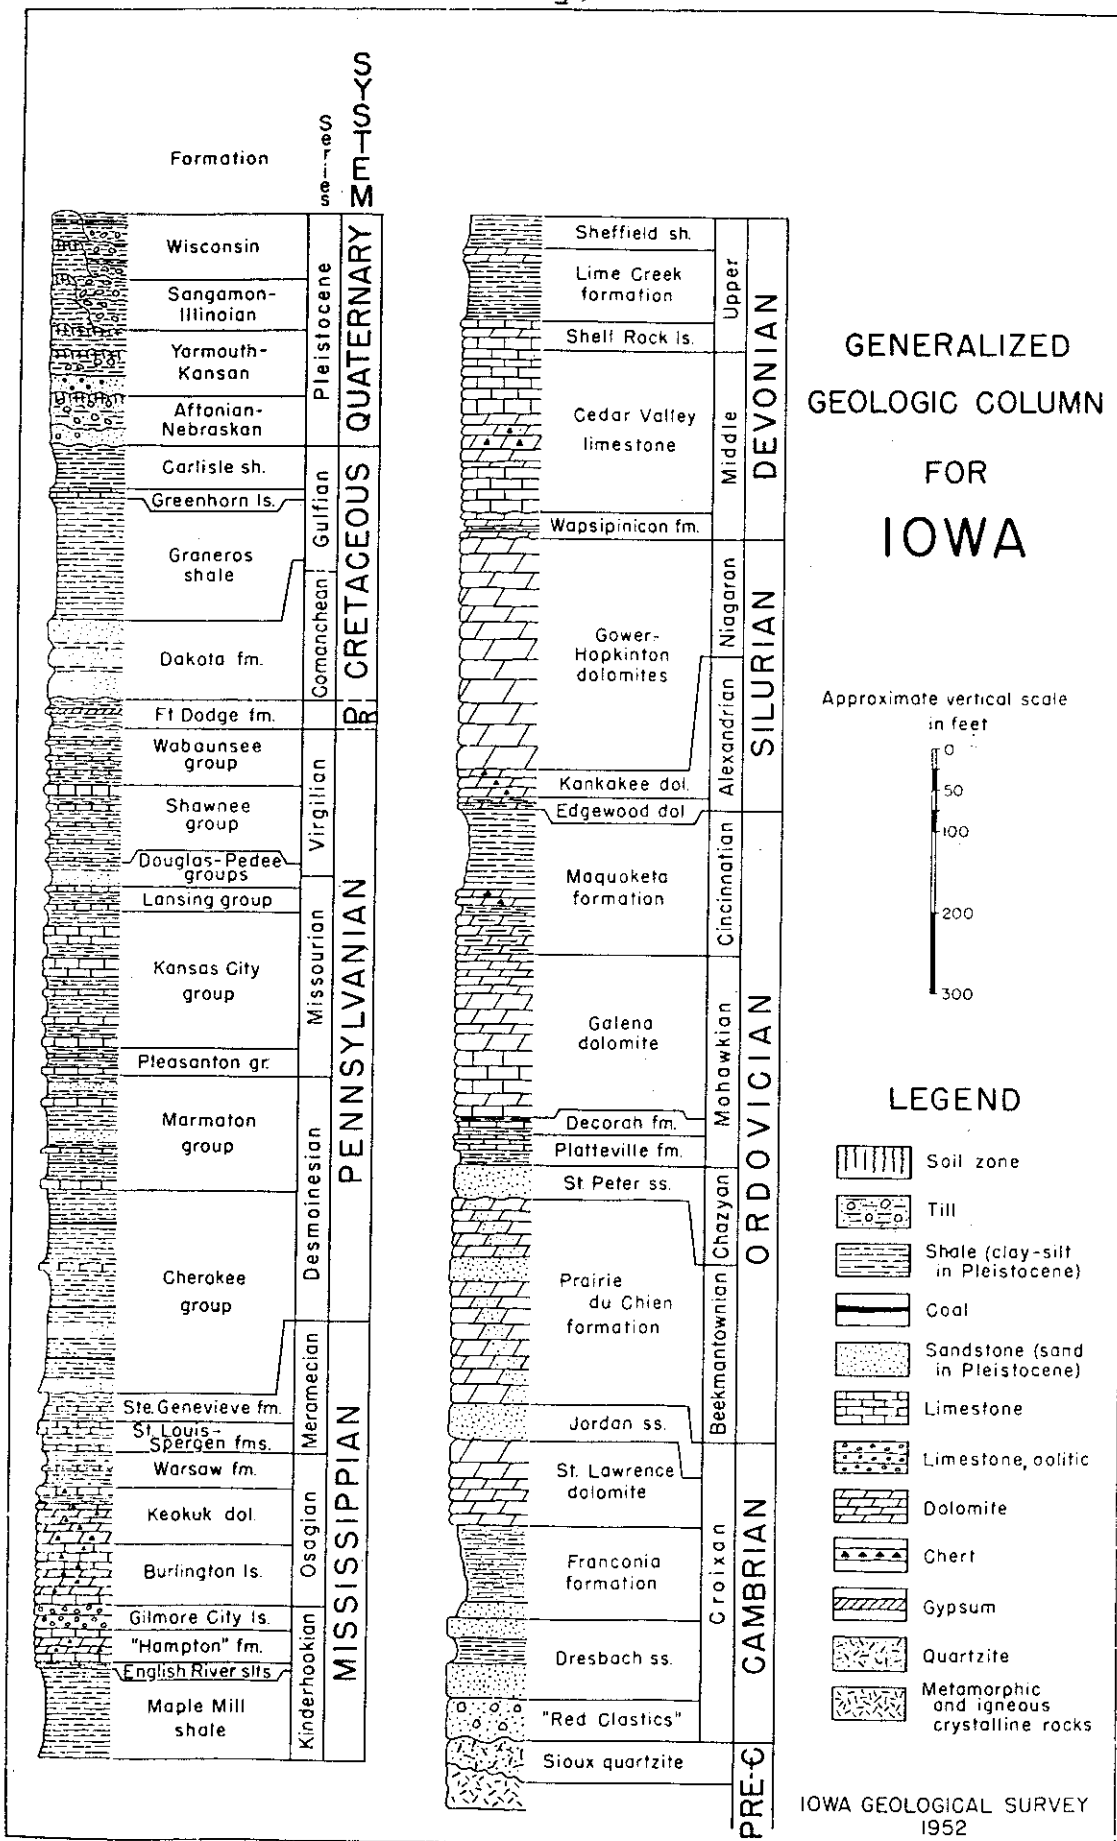 Formation
Series
SYSTEM
Wisconsin
Sangamon-
Illinoian
Yarmouth-
Kansan
Aftonian-
Nebraskan
Pleistocene
QUATERNARY
Carlisle sh.
Greenhorn ls.
Graneros
shale
Dakota fm.
Gulfian
Comanchean
CRETACEOUS
Ft Dodge fm.
Wabaunsee
group
Shawnee
group
Douglas-Pedee
groups
Virgilian
Lansing group
Kansas City
group
Pleasanton gr.
Missourian
Marmaton
group
Cherokee
group
Desmoinesian
PENNSYLVANIAN
Ste. Genevieve fm.
St. Louis-
Spergen fms.
Meramecian
Warsaw fm.
Keokuk dol.
Burlington ls.
Osagian
Gilmore City ls.
"Hampton" fm.
English River slts
Maple Mill
shale
Kinderhookian
MISSISSIPPIAN
Sheffield sh.
Lime Creek
formation
Shell Rock ls.
Upper
Cedar Valley
limestone
Wapsipinicon fm.
Middle
DEVONIAN
Gower-
Hopkinton
dolomites
Niagaran
Kankakee dol.
Edgewood dol
Alexandrian
SILURIAN
Maquoketa
formation
Cincinnatian
Galena
dolomite
Decorah fm.
Platteville fm.
Mohawkian
St Peter ss.
Chazyan
Prairie
du Chien
formation
Beekmantownian
ORDOVICIAN
Jordan ss.
St. Lawrence
dolomite
Franconia
formation
Dresbach ss.
"Red Clastics"
Croixan
CAMBRIAN
Sioux quartzite
PRE-Ꞓ
GENERALIZED
GEOLOGIC COLUMN
FOR
IOWA
Approximate vertical scale
in feet
0
50
100
200
300
LEGEND
Soil zone
Till
Shale (clay-silt
in Pleistocene)
Coal
Sandstone (sand
in Pleistocene)
Limestone
Limestone, oolitic
Dolomite
Chert
Gypsum
Quartzite
Metamorphic
and igneous
crystalline rocks
IOWA GEOLOGICAL SURVEY
1952